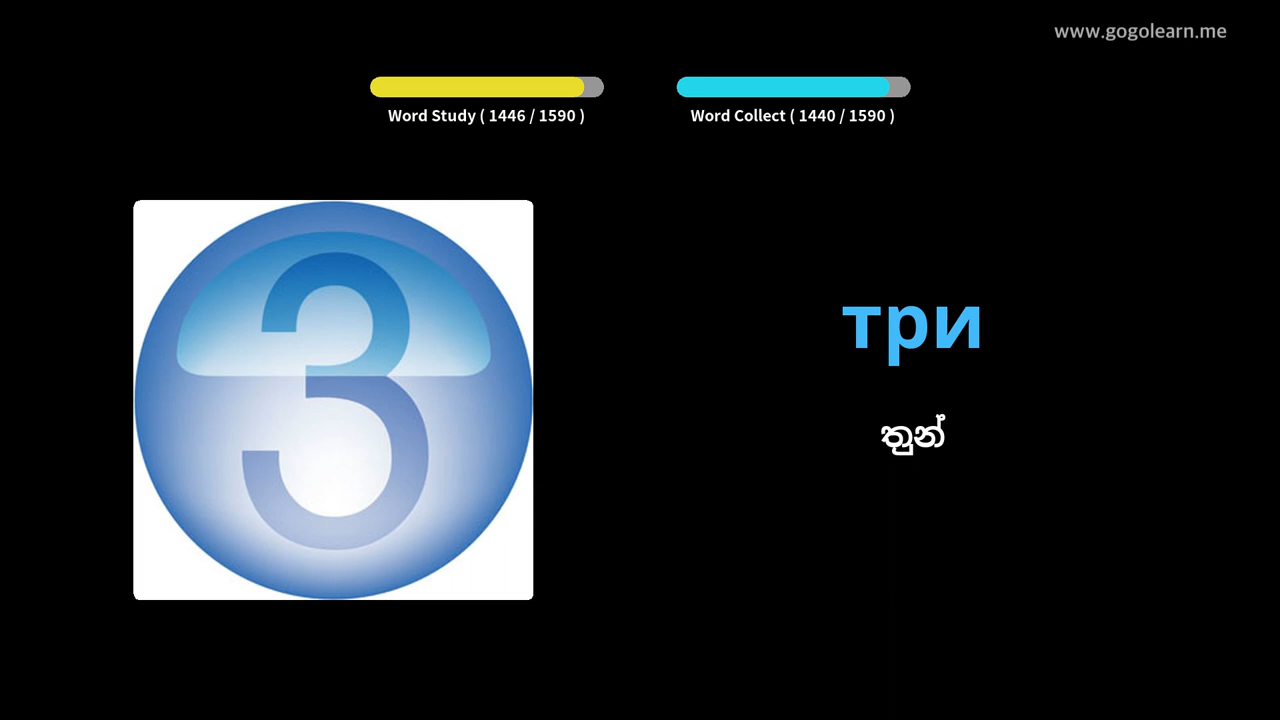 www.gogolearn.me
Word Study ( 1446 / 1590 )
Word Collect ( 1440 / 1590 )
3
три
තුන්